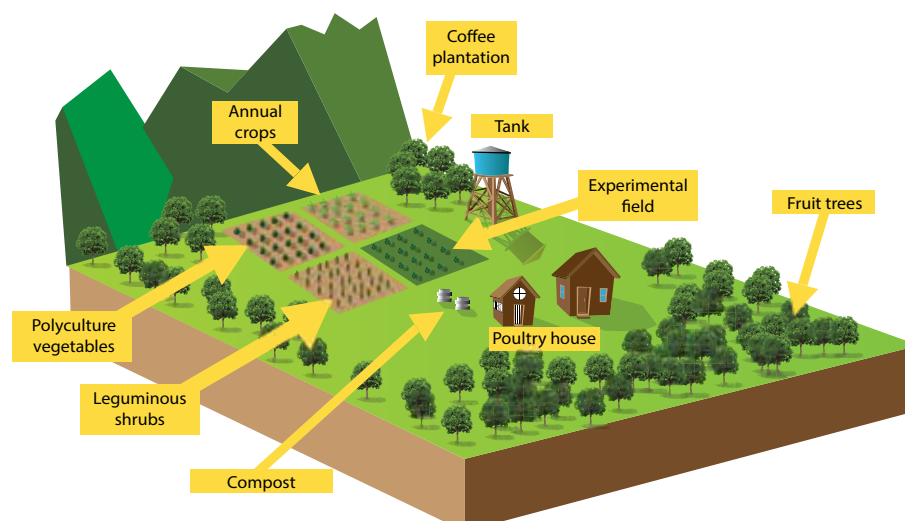 Coffee
plantation
Annual
crops
Tank
Experimental
field
Fruit trees
Polyculture
vegetables
Poultry house
Leguminous
shrubs
Compost